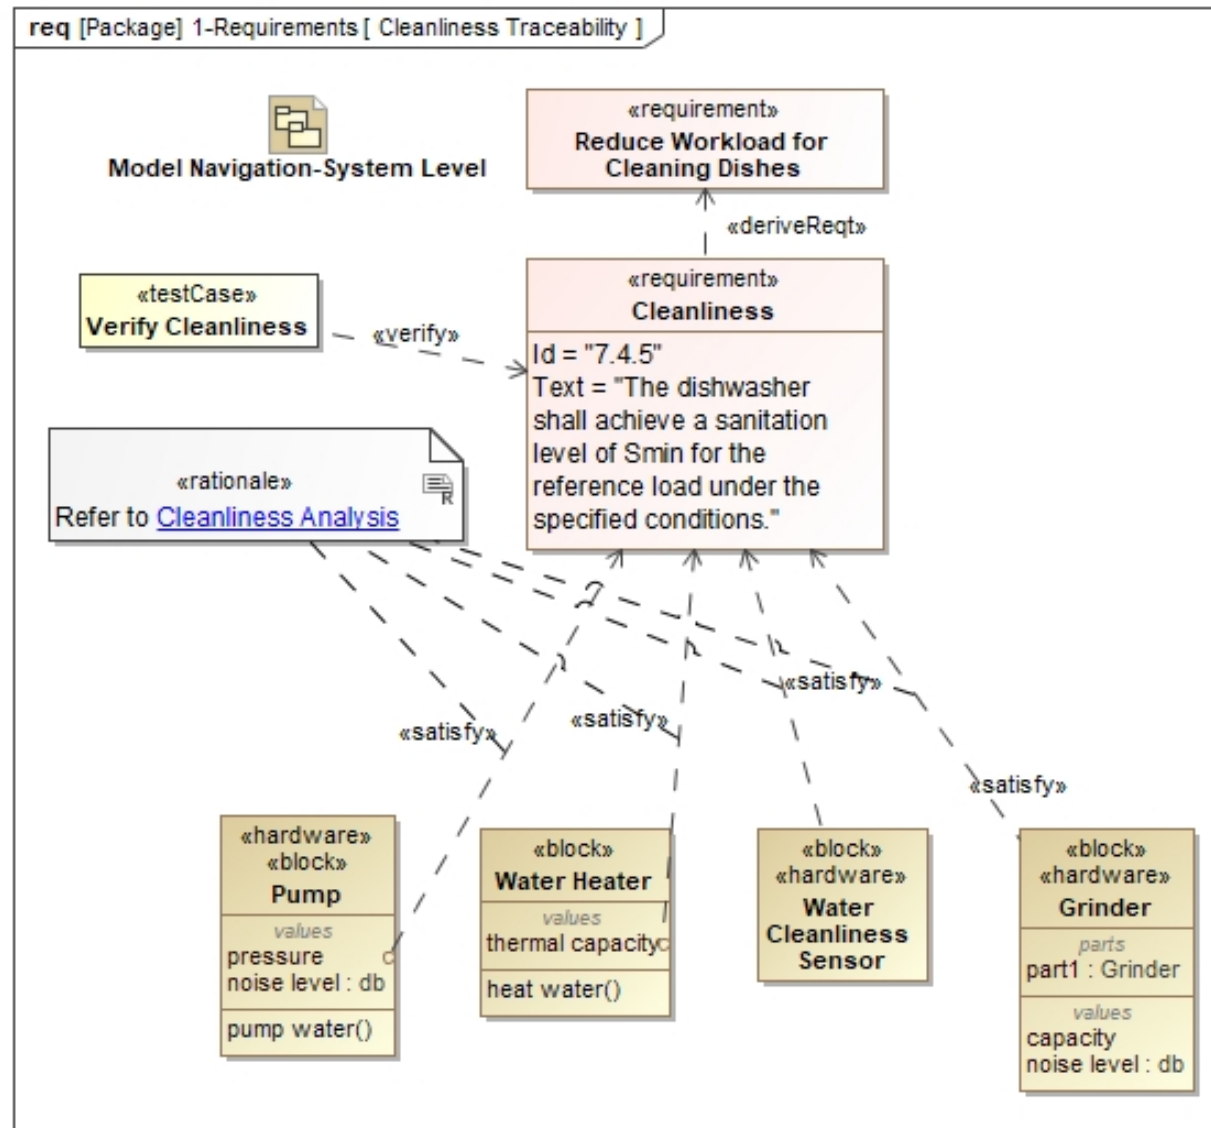 req [Package] 1-Requirements [ Cleanliness Traceability ]
Model Navigation-System Level
«requirement»
Reduce Workload for
Cleaning Dishes
«deriveReqt»
«requirement»
Cleanliness
Id = "7.4.5"
Text = "The dishwasher
shall achieve a sanitation
level of Smin for the
reference load under the
specified conditions."
«testCase»
Verify Cleanliness
«verify»
«rationale»
R
Refer to Cleanliness Analysis
«satisfy»
«satisfy»
«satisfy»
«satisfy»
«hardware»
«block»
Pump
values
pressure
noise level : db
pump water()
«block»
Water Heater
values
thermal capacity
heat water()
«block»
«hardware»
Water
Cleanliness
Sensor
«block»
«hardware»
Grinder
parts
part1 : Grinder
values
capacity
noise level : db